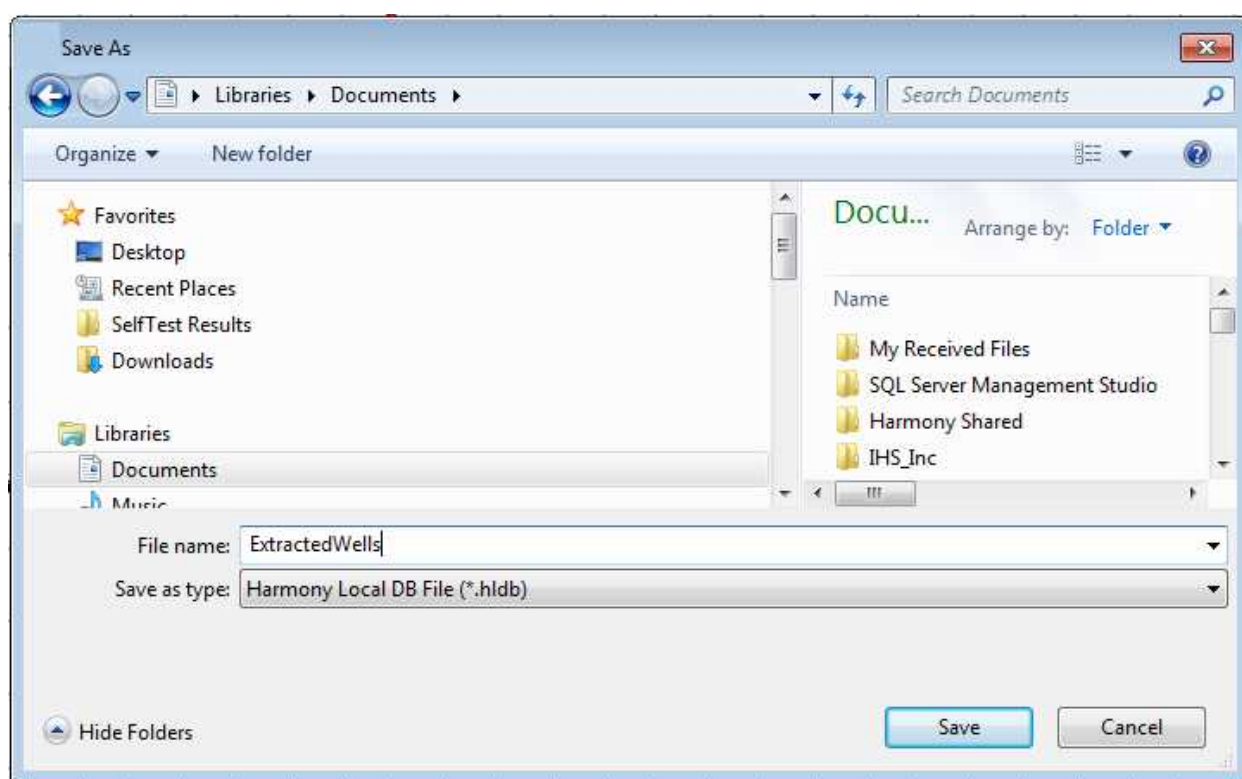 Save As
Libraries Documents
Search Documents
Organize New folder
Favorites
Desktop
Recent Places
SelfTest Results
Downloads
Libraries
Documents
Music
Docu...
Arrange by: Folder
Name
My Received Files
SQL Server Management Studio
Harmony Shared
IHS_Inc
File name: ExtractedWells
Save as type: Harmony Local DB File (*.hldb)
Hide Folders
Save
Cancel